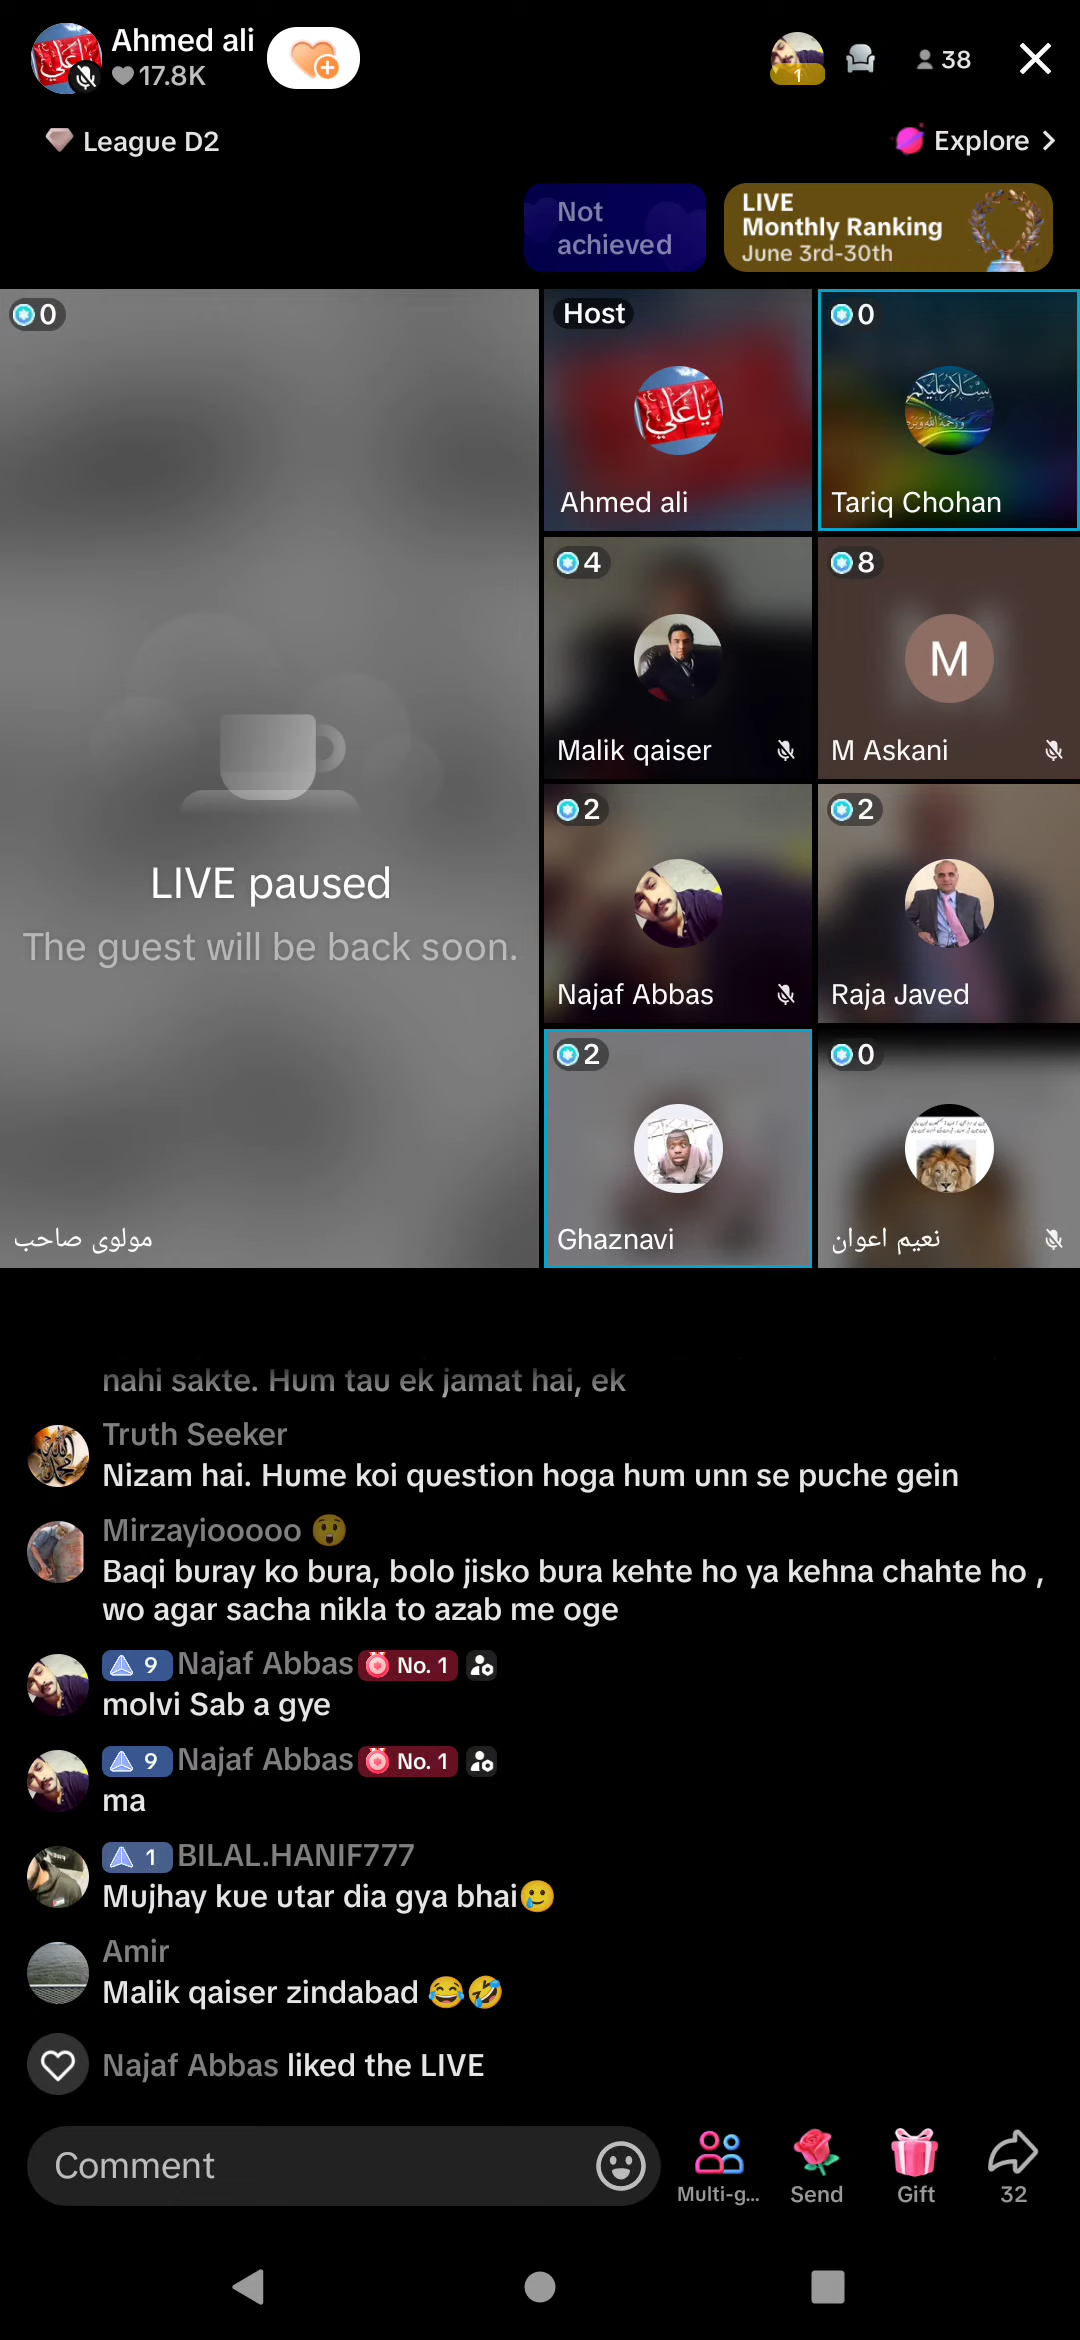 Ahmed ali
17.8K
1
38
League D2
Explore
Not
achieved
LIVE
Monthly Ranking
June 3rd-30th
0
LIVE paused
The guest will be back soon.
مولوی صاحب
Host
ياعلي
Ahmed ali
0
Tariq Chohan
4
Malik qaiser
8
M
M Askani
2
Najaf Abbas
2
Raja Javed
2
Ghaznavi
0
نعیم اعوان
nahi sakte. Hum tau ek jamat hai, ek
Truth Seeker
Nizam hai. Hume koi question hoga hum unn se puche gein
Mirzayiooooo 😲
Baqi buray ko bura, bolo jisko bura kehte ho ya kehna chahte ho ,
wo agar sacha nikla to azab me oge
9 Najaf Abbas No. 1
molvi Sab a gye
9 Najaf Abbas No. 1
ma
1 BILAL.HANIF777
Mujhay kue utar dia gya bhai🥲
Amir
Malik qaiser zindabad 😂🤣
Najaf Abbas liked the LIVE
Comment
Multi-g...
Send
Gift
32